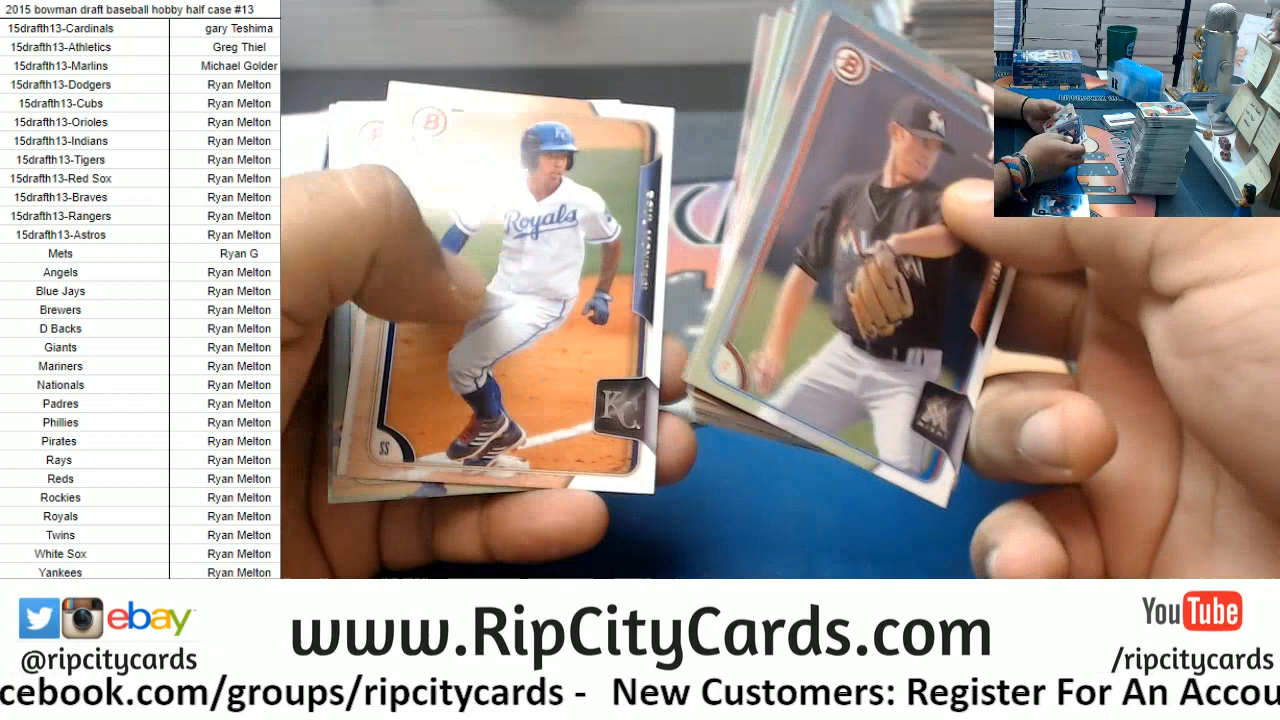 2015 bowman draft baseball hobby half case #13
15drafth13-Cardinals gary Teshima
15drafth13-Athletics Greg Thiel
15drafth13-Marlins Michael Golder
15drafth13-Dodgers Ryan Melton
15drafth13-Cubs Ryan Melton
15drafth13-Orioles Ryan Melton
15drafth13-Indians Ryan Melton
15drafth13-Tigers Ryan Melton
15drafth13-Red Sox Ryan Melton
15drafth13-Braves Ryan Melton
15drafth13-Rangers Ryan Melton
15drafth13-Astros Ryan Melton
Mets Ryan G
Angels Ryan Melton
Blue Jays Ryan Melton
Brewers Ryan Melton
D Backs Ryan Melton
Giants Ryan Melton
Mariners Ryan Melton
Nationals Ryan Melton
Padres Ryan Melton
Phillies Ryan Melton
Pirates Ryan Melton
Rays Ryan Melton
Reds Ryan Melton
Rockies Ryan Melton
Royals Ryan Melton
Twins Ryan Melton
White Sox Ryan Melton
Yankees Ryan Melton
B
KC
Royals
KC
SS
B
M
ebay
@ripcitycards
www.RipCityCards.com
YouTube
/ripcitycards
cebook.com/groups/ripcitycards - New Customers: Register For An Accou